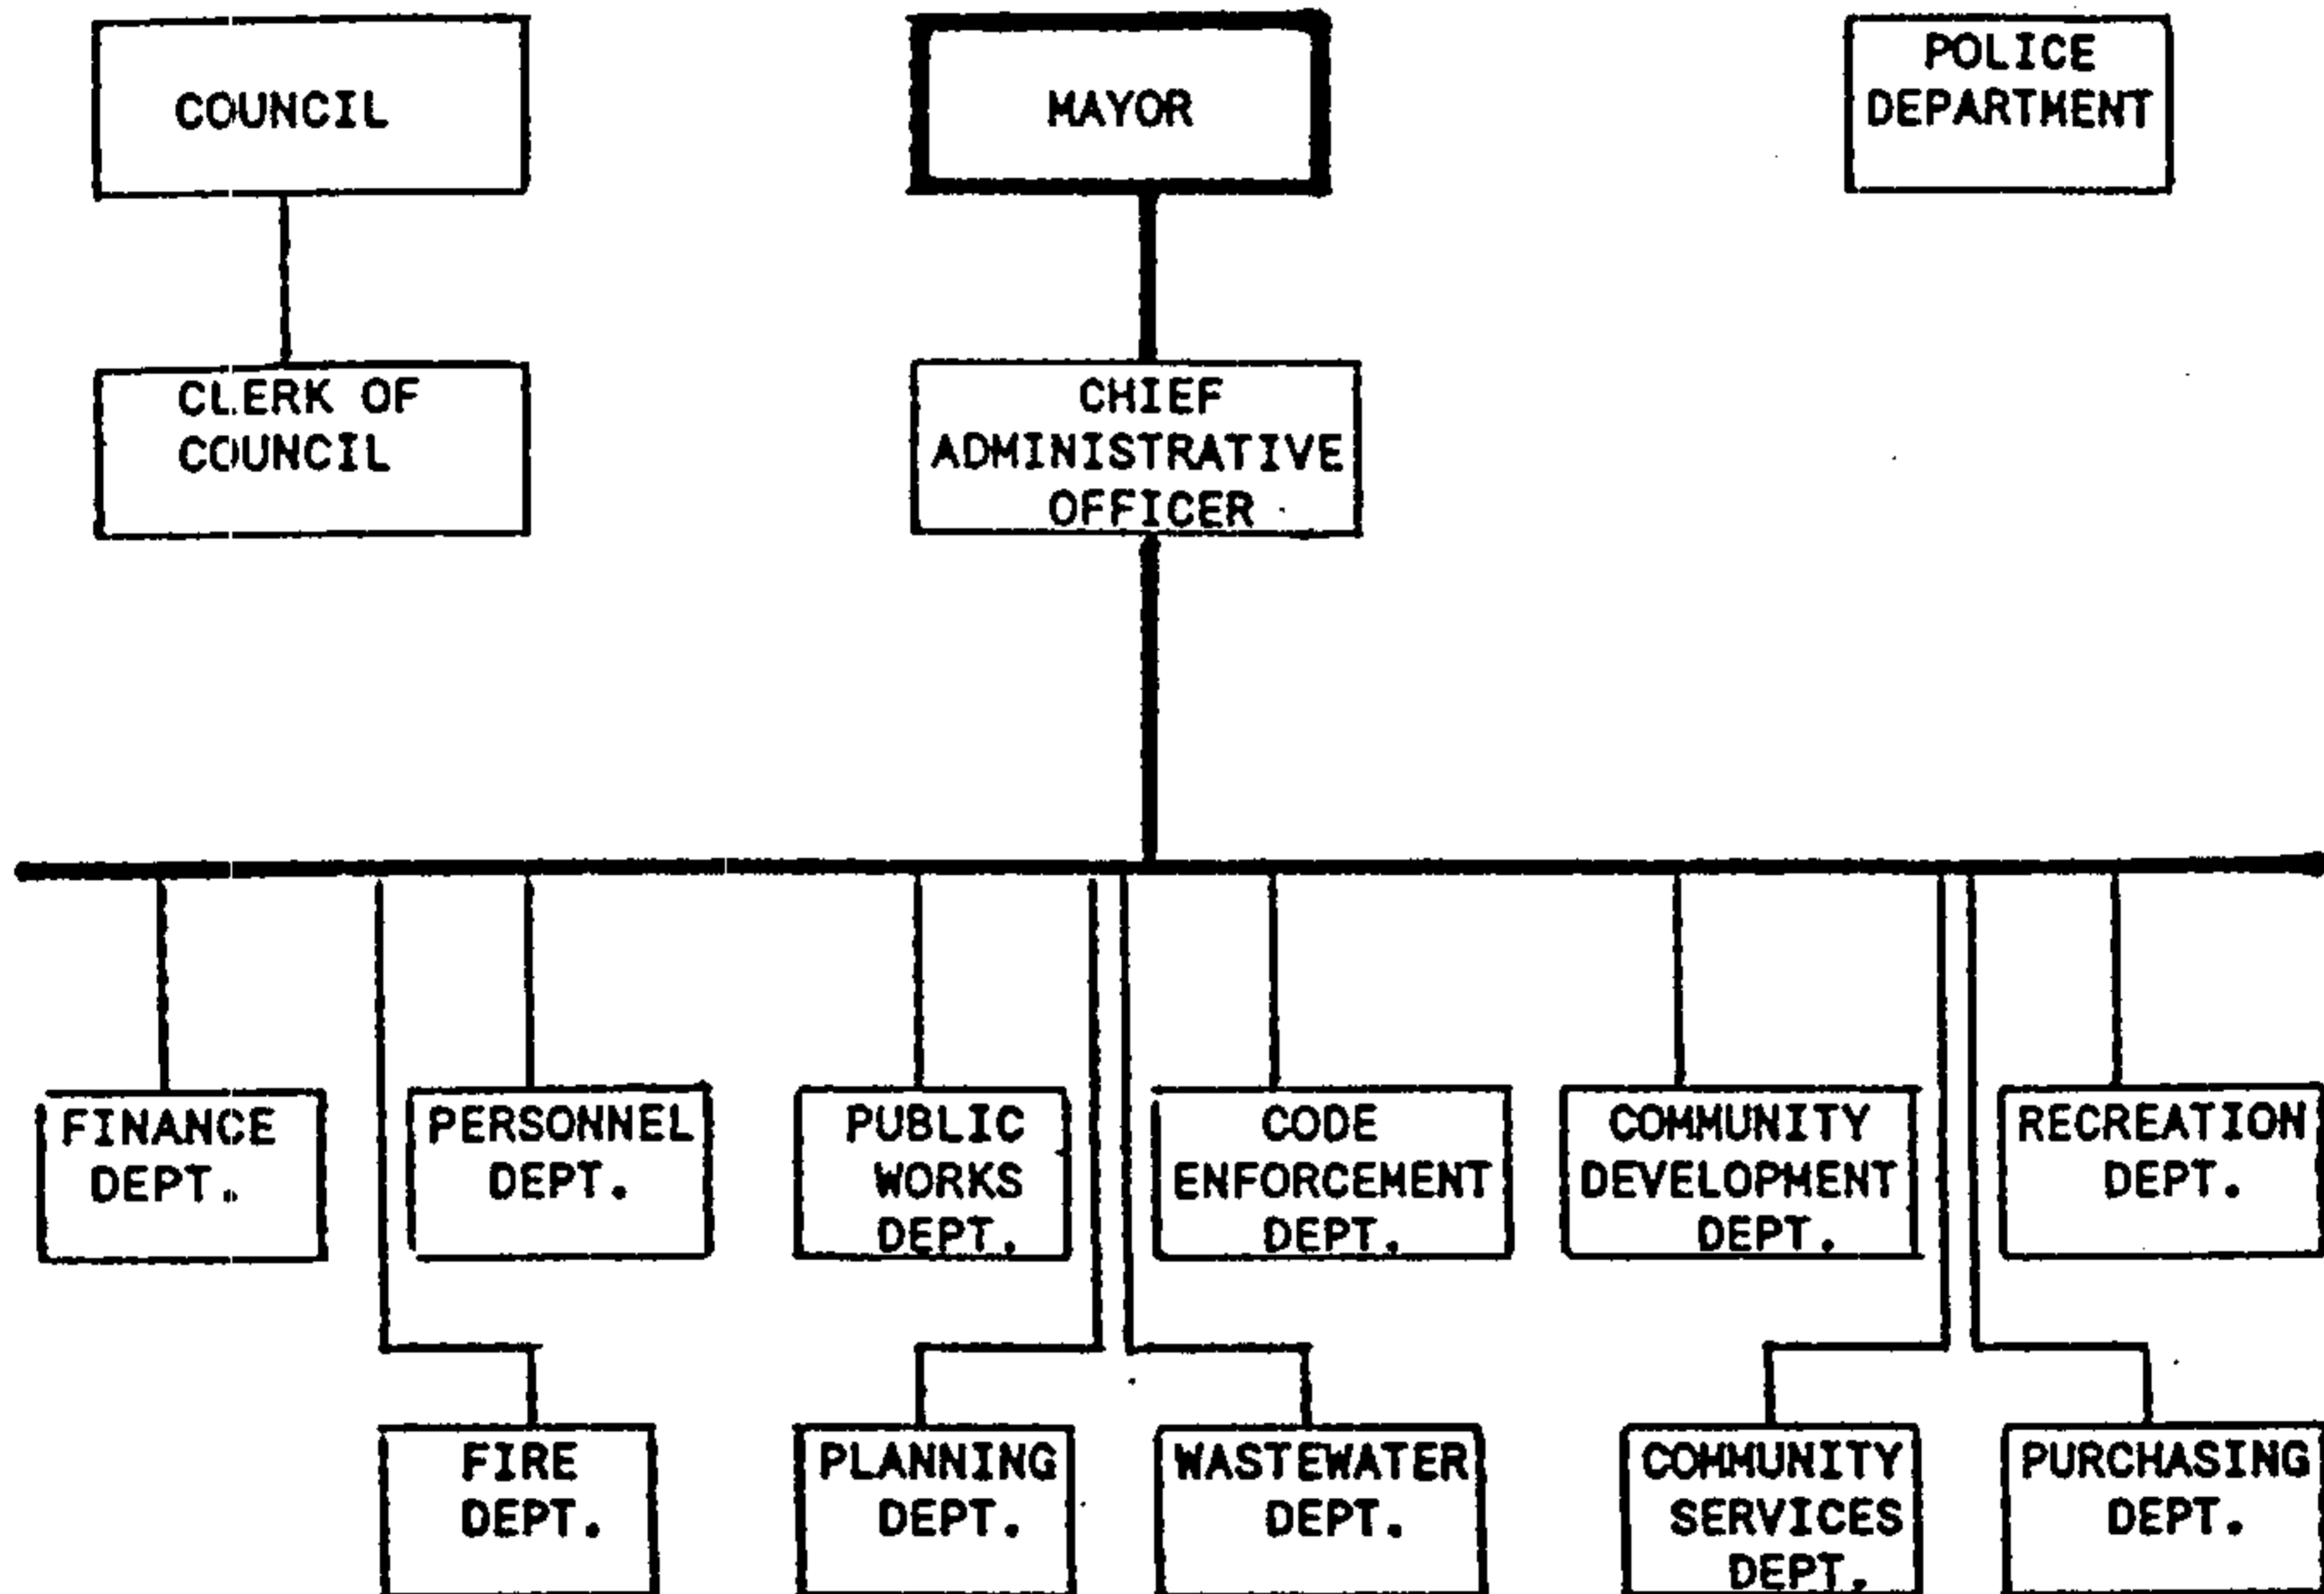 COUNCIL
MAYOR
POLICE
DEPARTMENT
CLERK OF
COUNCIL
CHIEF
ADMINISTRATIVE
OFFICER
FINANCE
DEPT.
PERSONNEL
DEPT.
PUBLIC
WORKS
DEPT.
CODE
ENFORCEMENT
DEPT.
COMMUNITY
DEVELOPMENT
DEPT.
RECREATION
DEPT.
FIRE
DEPT.
PLANNING
DEPT.
WASTEWATER
DEPT.
COMMUNITY
SERVICES
DEPT.
PURCHASING
DEPT.